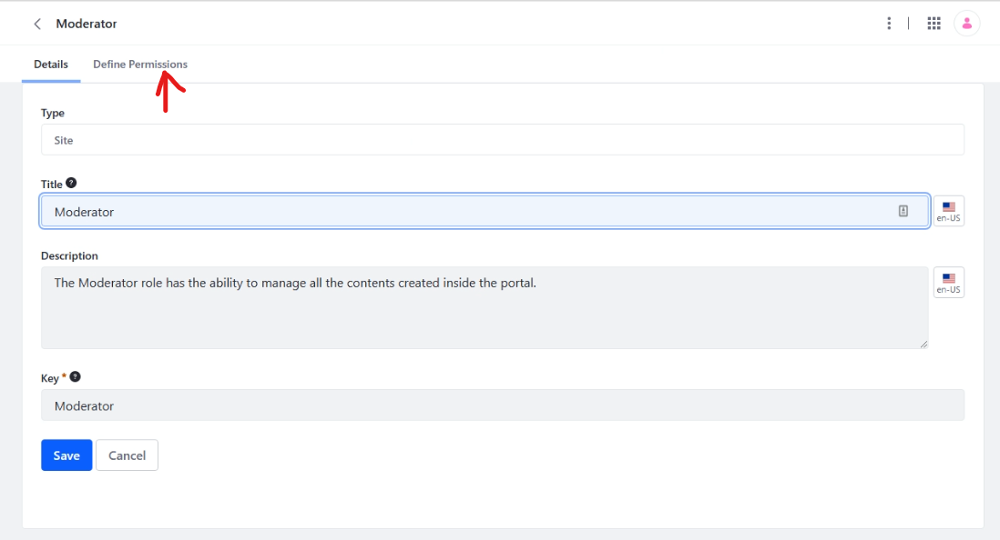 Moderator
Details Define Permissions
Type
Site
Title ?
Moderator
en-US
Description
The Moderator role has the ability to manage all the contents created inside the portal.
en-US
Key * ?
Moderator
Save Cancel